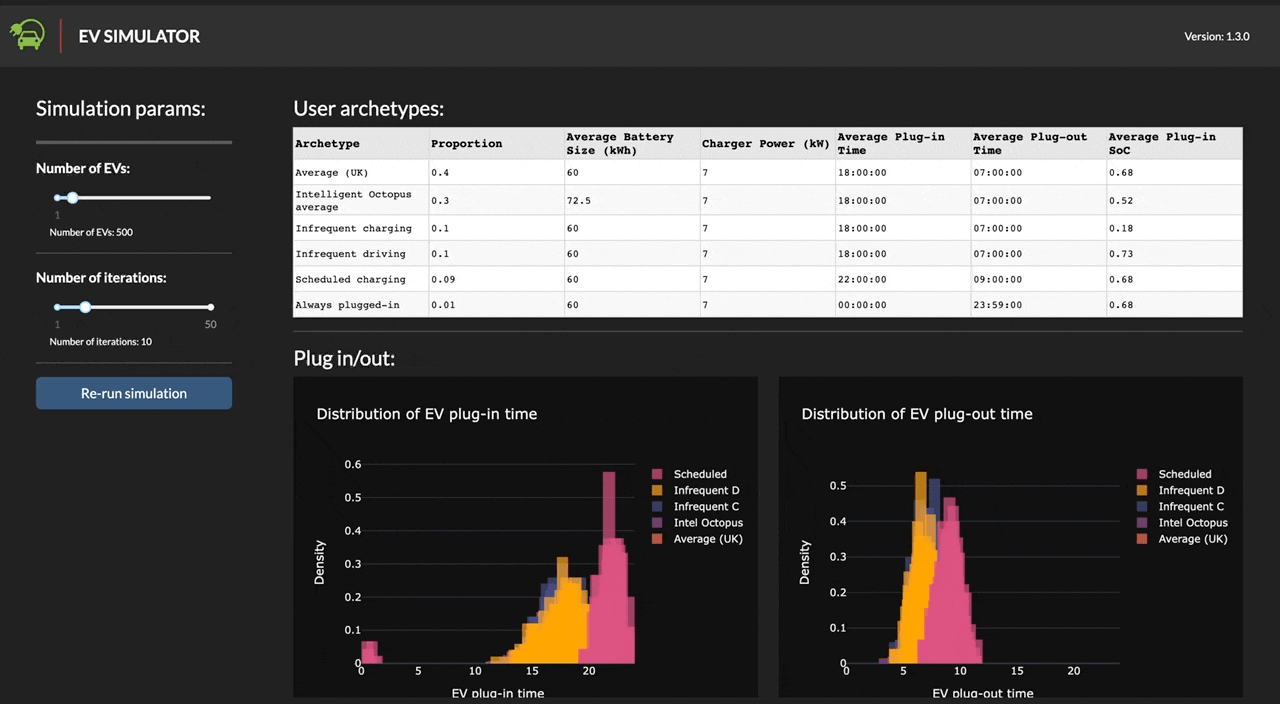 EV SIMULATOR
Version: 1.3.0
Simulation params:
Number of EVs:
1
Number of EVs: 500
Number of iterations:
1 50
Number of iterations: 10
Re-run simulation
User archetypes:
Archetype Proportion Average Battery Size (kWh) Charger Power (kW) Average Plug-in Time Average Plug-out Time Average Plug-in SoC
Average (UK) 0.4 60 7 18:00:00 07:00:00 0.68
Intelligent Octopus average 0.3 72.5 7 18:00:00 07:00:00 0.52
Infrequent charging 0.1 60 7 18:00:00 07:00:00 0.18
Infrequent driving 0.1 60 7 18:00:00 07:00:00 0.73
Scheduled charging 0.09 60 7 22:00:00 09:00:00 0.68
Always plugged-in 0.01 60 7 00:00:00 23:59:00 0.68
Plug in/out:
Distribution of EV plug-in time
0.6
0.5
0.4
0.3
0.2
0.1
0
Density
0 5 10 15 20
EV plug-in time
Scheduled
Infrequent D
Infrequent C
Intel Octopus
Average (UK)
Distribution of EV plug-out time
0.5
0.4
0.3
0.2
0.1
0
Density
0 5 10 15 20
EV plug-out time
Scheduled
Infrequent D
Infrequent C
Intel Octopus
Average (UK)